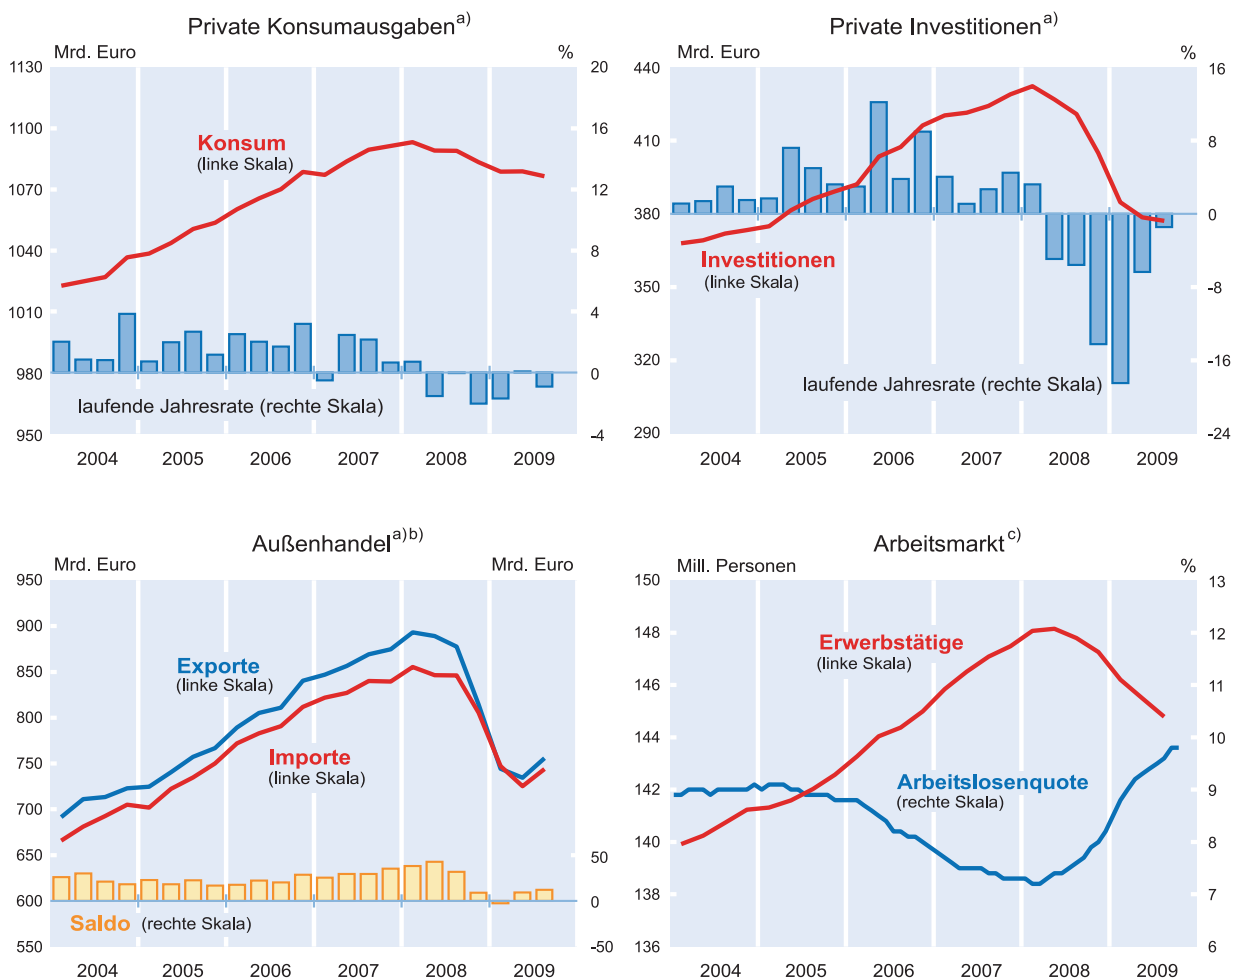 Private Konsumausgaben a)
Mrd. Euro %
1130 20
1100 16
Konsum
(linke Skala)
1070 12
1040 8
1010 4
980 0
laufende Jahresrate (rechte Skala)
950 -4
2004 2005 2006 2007 2008 2009
Private Investitionen a)
Mrd. Euro %
440 16
410 8
380 0
Investitionen
(linke Skala)
350 -8
320 -16
laufende Jahresrate (rechte Skala)
290 -24
2004 2005 2006 2007 2008 2009
Außenhandel a)b)
Mrd. Euro Mrd. Euro
950
900
Exporte
(linke Skala)
850
800
Importe
(linke Skala)
750
700
650 50
600 0
Saldo (rechte Skala)
550 -50
2004 2005 2006 2007 2008 2009
Arbeitsmarkt c)
Mill. Personen %
150 13
148 12
Erwerbstätige
(linke Skala)
146 11
144 10
Arbeitslosenquote
(rechte Skala)
142 9
140 8
138 7
136 6
2004 2005 2006 2007 2008 2009